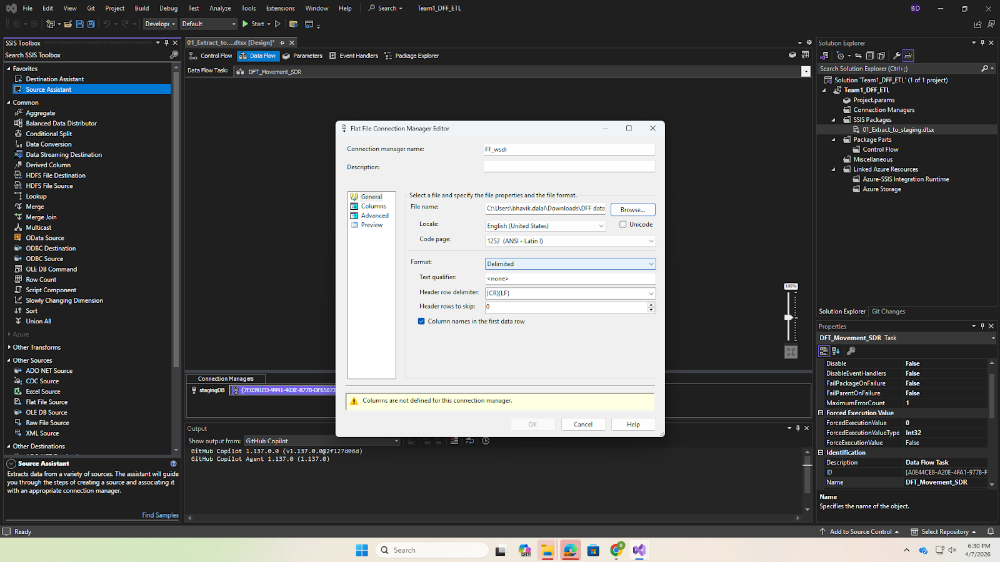 File Edit View Git Project Build Debug Test Analyze Tools Extensions Window Help Search Team1_DFF_ETL BD
Develop Default Start
SSIS Toolbox
Search SSIS Toolbox
Favorites
Destination Assistant
Source Assistant
Common
Aggregate
Balanced Data Distributor
Conditional Split
Data Conversion
Data Streaming Destination
Derived Column
HDFS File Destination
HDFS File Source
Lookup
Merge
Merge Join
Multicast
OData Source
ODBC Destination
ODBC Source
OLE DB Command
Row Count
Script Component
Slowly Changing Dimension
Sort
Union All
Azure
Other Transforms
Other Sources
ADO NET Source
CDC Source
Excel Source
Flat File Source
OLE DB Source
Raw File Source
XML Source
Other Destinations
Source Assistant
Extracts data from a variety of sources. The assistant will guide
you through the steps of creating a source and associating it
with an appropriate connection manager.
Find Samples
01_Extract_to....dtsx [Design]*
Control Flow Data Flow Parameters Event Handlers Package Explorer
Data Flow Task: DFT_Movement_SDR
Flat File Connection Manager Editor
Connection manager name: FF_wsdr
Description:
General
Columns
Advanced
Preview
Select a file and specify the file properties and the file format.
File name: C:\Users\bhavik.dalal\Downloads\DFF data Browse...
Locale: English (United States) Unicode
Code page: 1252 (ANSI - Latin I)
Format: Delimited
Text qualifier: <none>
Header row delimiter: {CR}{LF}
Header rows to skip: 0
Column names in the first data row
Columns are not defined for this connection manager.
OK Cancel Help
100%
Connection Managers
stagingDB {7E0391ED-9991-403E-877B-DF65073
Output
Show output from: GitHub Copilot
GitHub Copilot 1.137.0.0 (v1.137.0.0@2f127d06d)
GitHub Copilot Agent 1.137.0 (1.137.0)
Solution Explorer
Search Solution Explorer (Ctrl+;)
Solution 'Team1_DFF_ETL' (1 of 1 project)
Team1_DFF_ETL
Project.params
Connection Managers
SSIS Packages
01_Extract_to_staging.dtsx
Package Parts
Control Flow
Miscellaneous
Linked Azure Resources
Azure-SSIS Integration Runtime
Azure Storage
Solution Explorer Git Changes
Properties
DFT_Movement_SDR Task
Disable False
DisableEventHandlers False
FailPackageOnFailure False
FailParentOnFailure False
MaximumErrorCount 1
Forced Execution Value
ForcedExecutionValue 0
ForcedExecutionValueType Int32
ForceExecutionValue False
Identification
Description Data Flow Task
ID {A0E44CE8-A20E-4FA1-9778-F
Name DFT_Movement_SDR
Name
Specifies the name of the object.
Ready Add to Source Control Select Repository
Search
6:30 PM
4/7/2026